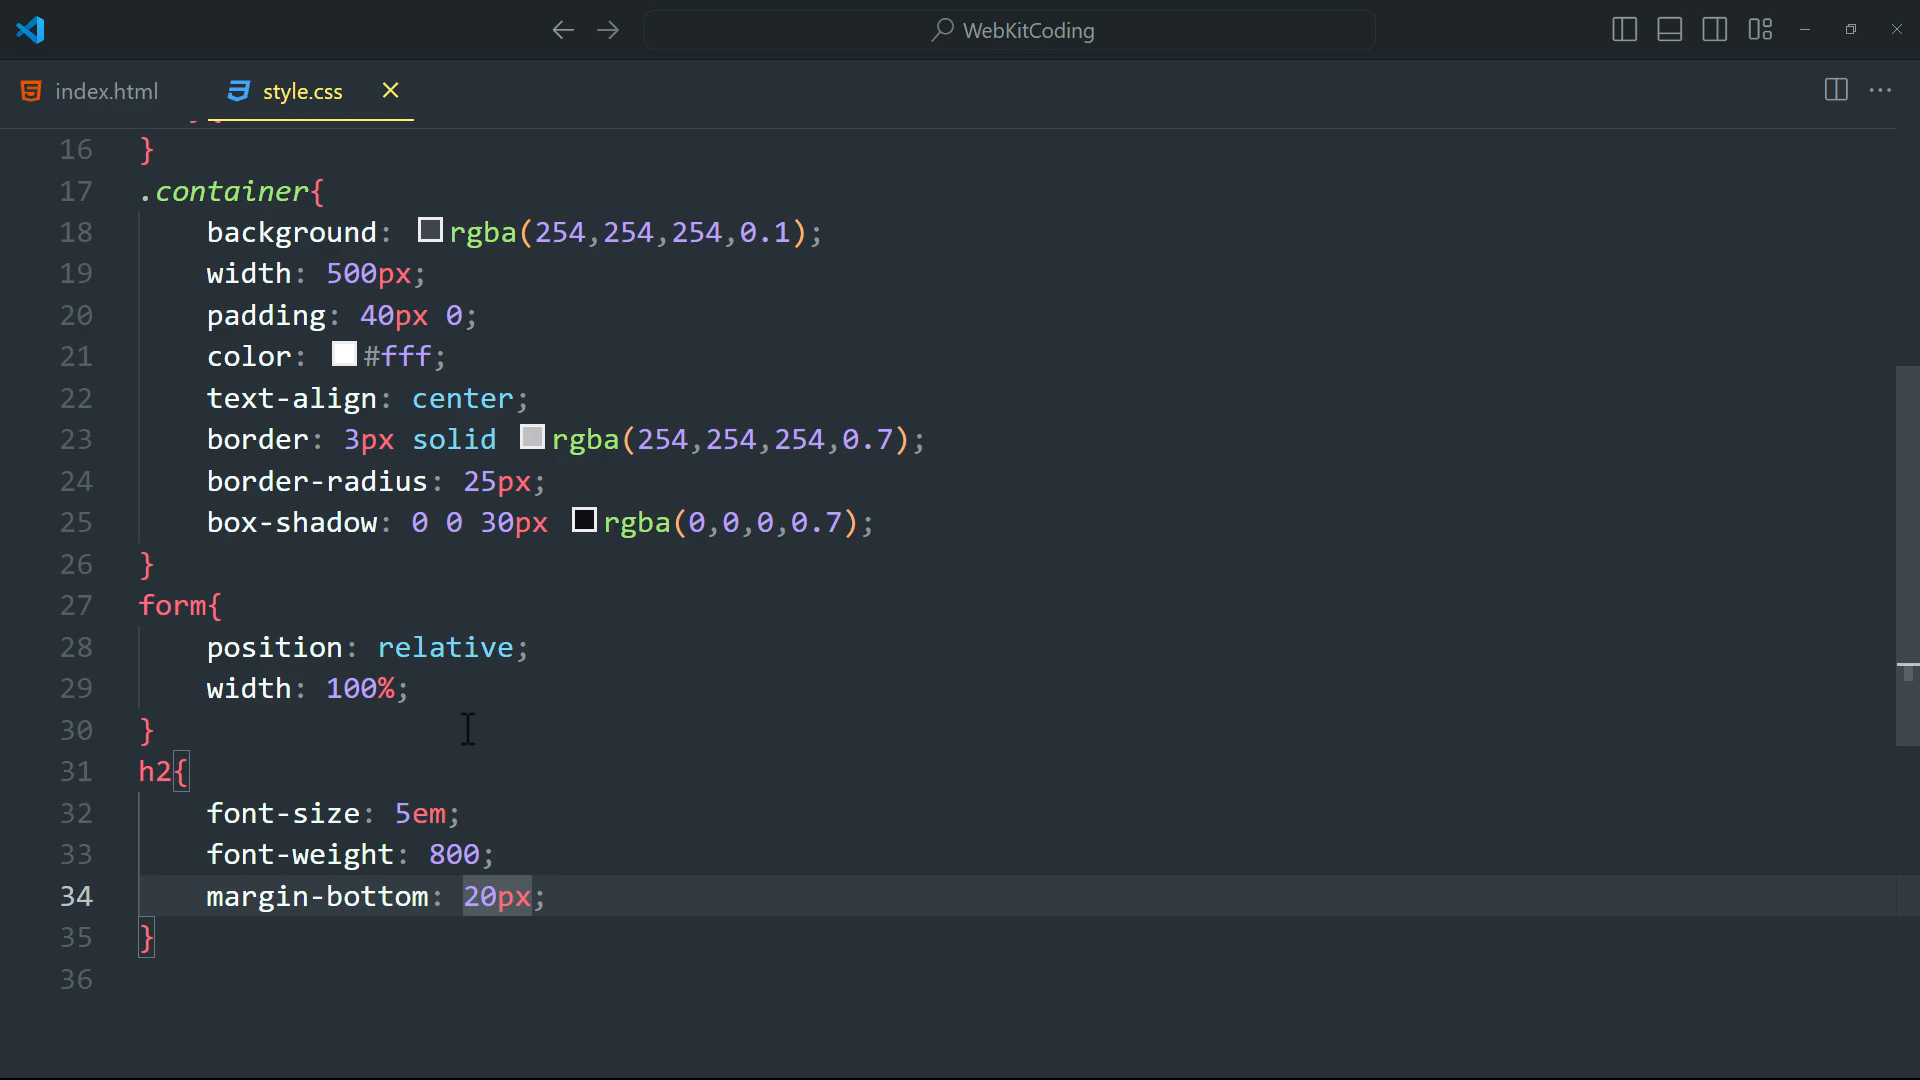 WebKitCoding
index.html style.css
16 }
17 .container{
18 background: rgba(254,254,254,0.1);
19 width: 500px;
20 padding: 40px 0;
21 color: #fff;
22 text-align: center;
23 border: 3px solid rgba(254,254,254,0.7);
24 border-radius: 25px;
25 box-shadow: 0 0 30px rgba(0,0,0,0.7);
26 }
27 form{
28 position: relative;
29 width: 100%;
30 }
31 h2{
32 font-size: 5em;
33 font-weight: 800;
34 margin-bottom: 20px;
35 }
36